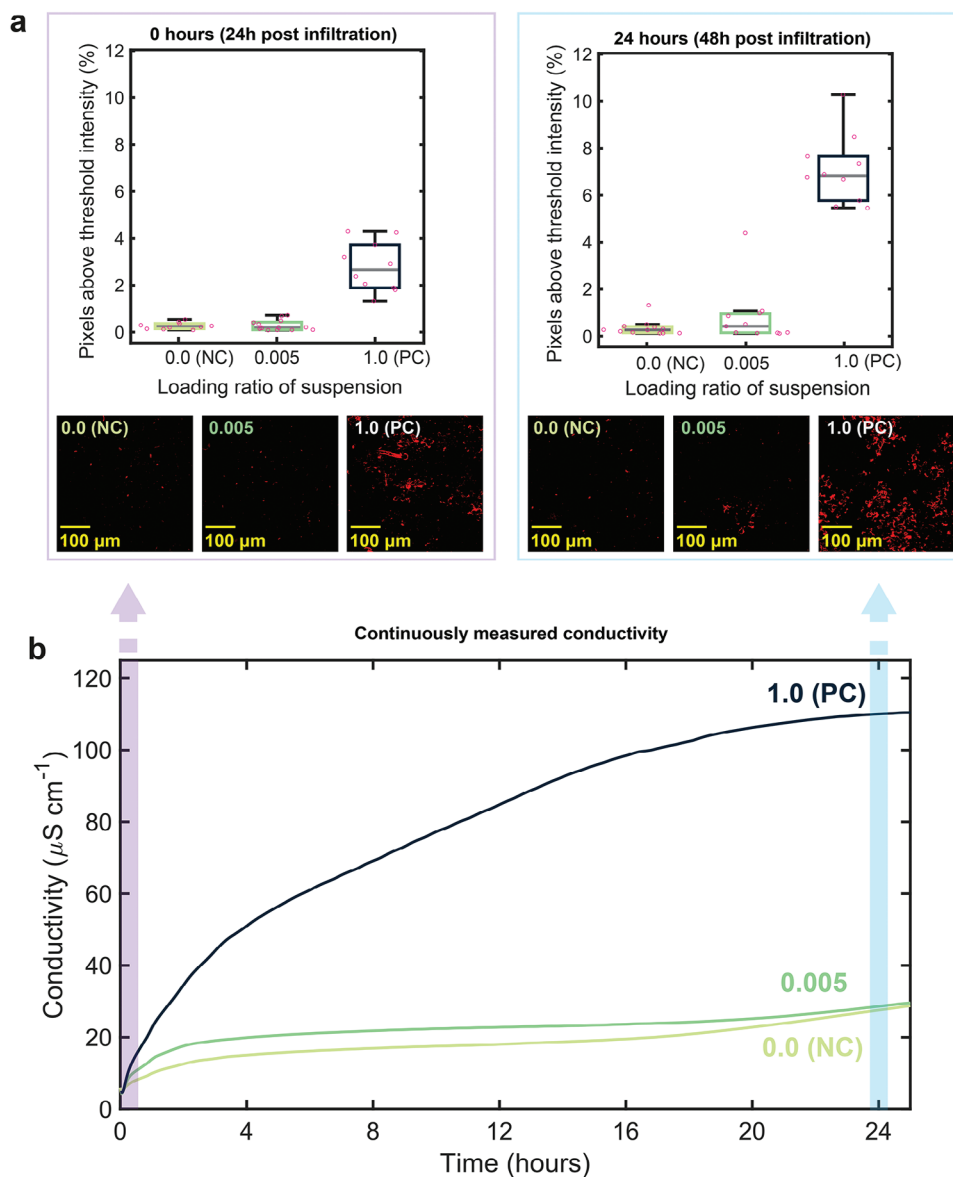 a
0 hours (24h post infiltration)
Pixels above threshold intensity (%)
12
10
8
6
4
2
0
0.0 (NC)
0.005
1.0 (PC)
Loading ratio of suspension
0.0 (NC)
0.005
1.0 (PC)
100 µm
100 µm
100 µm
24 hours (48h post infiltration)
Pixels above threshold intensity (%)
12
10
8
6
4
2
0
0.0 (NC)
0.005
1.0 (PC)
Loading ratio of suspension
0.0 (NC)
0.005
1.0 (PC)
100 µm
100 µm
100 µm
b
Continuously measured conductivity
Conductivity (µS cm⁻¹)
120
100
80
60
40
20
0
1.0 (PC)
0.005
0.0 (NC)
0
4
8
12
16
20
24
Time (hours)